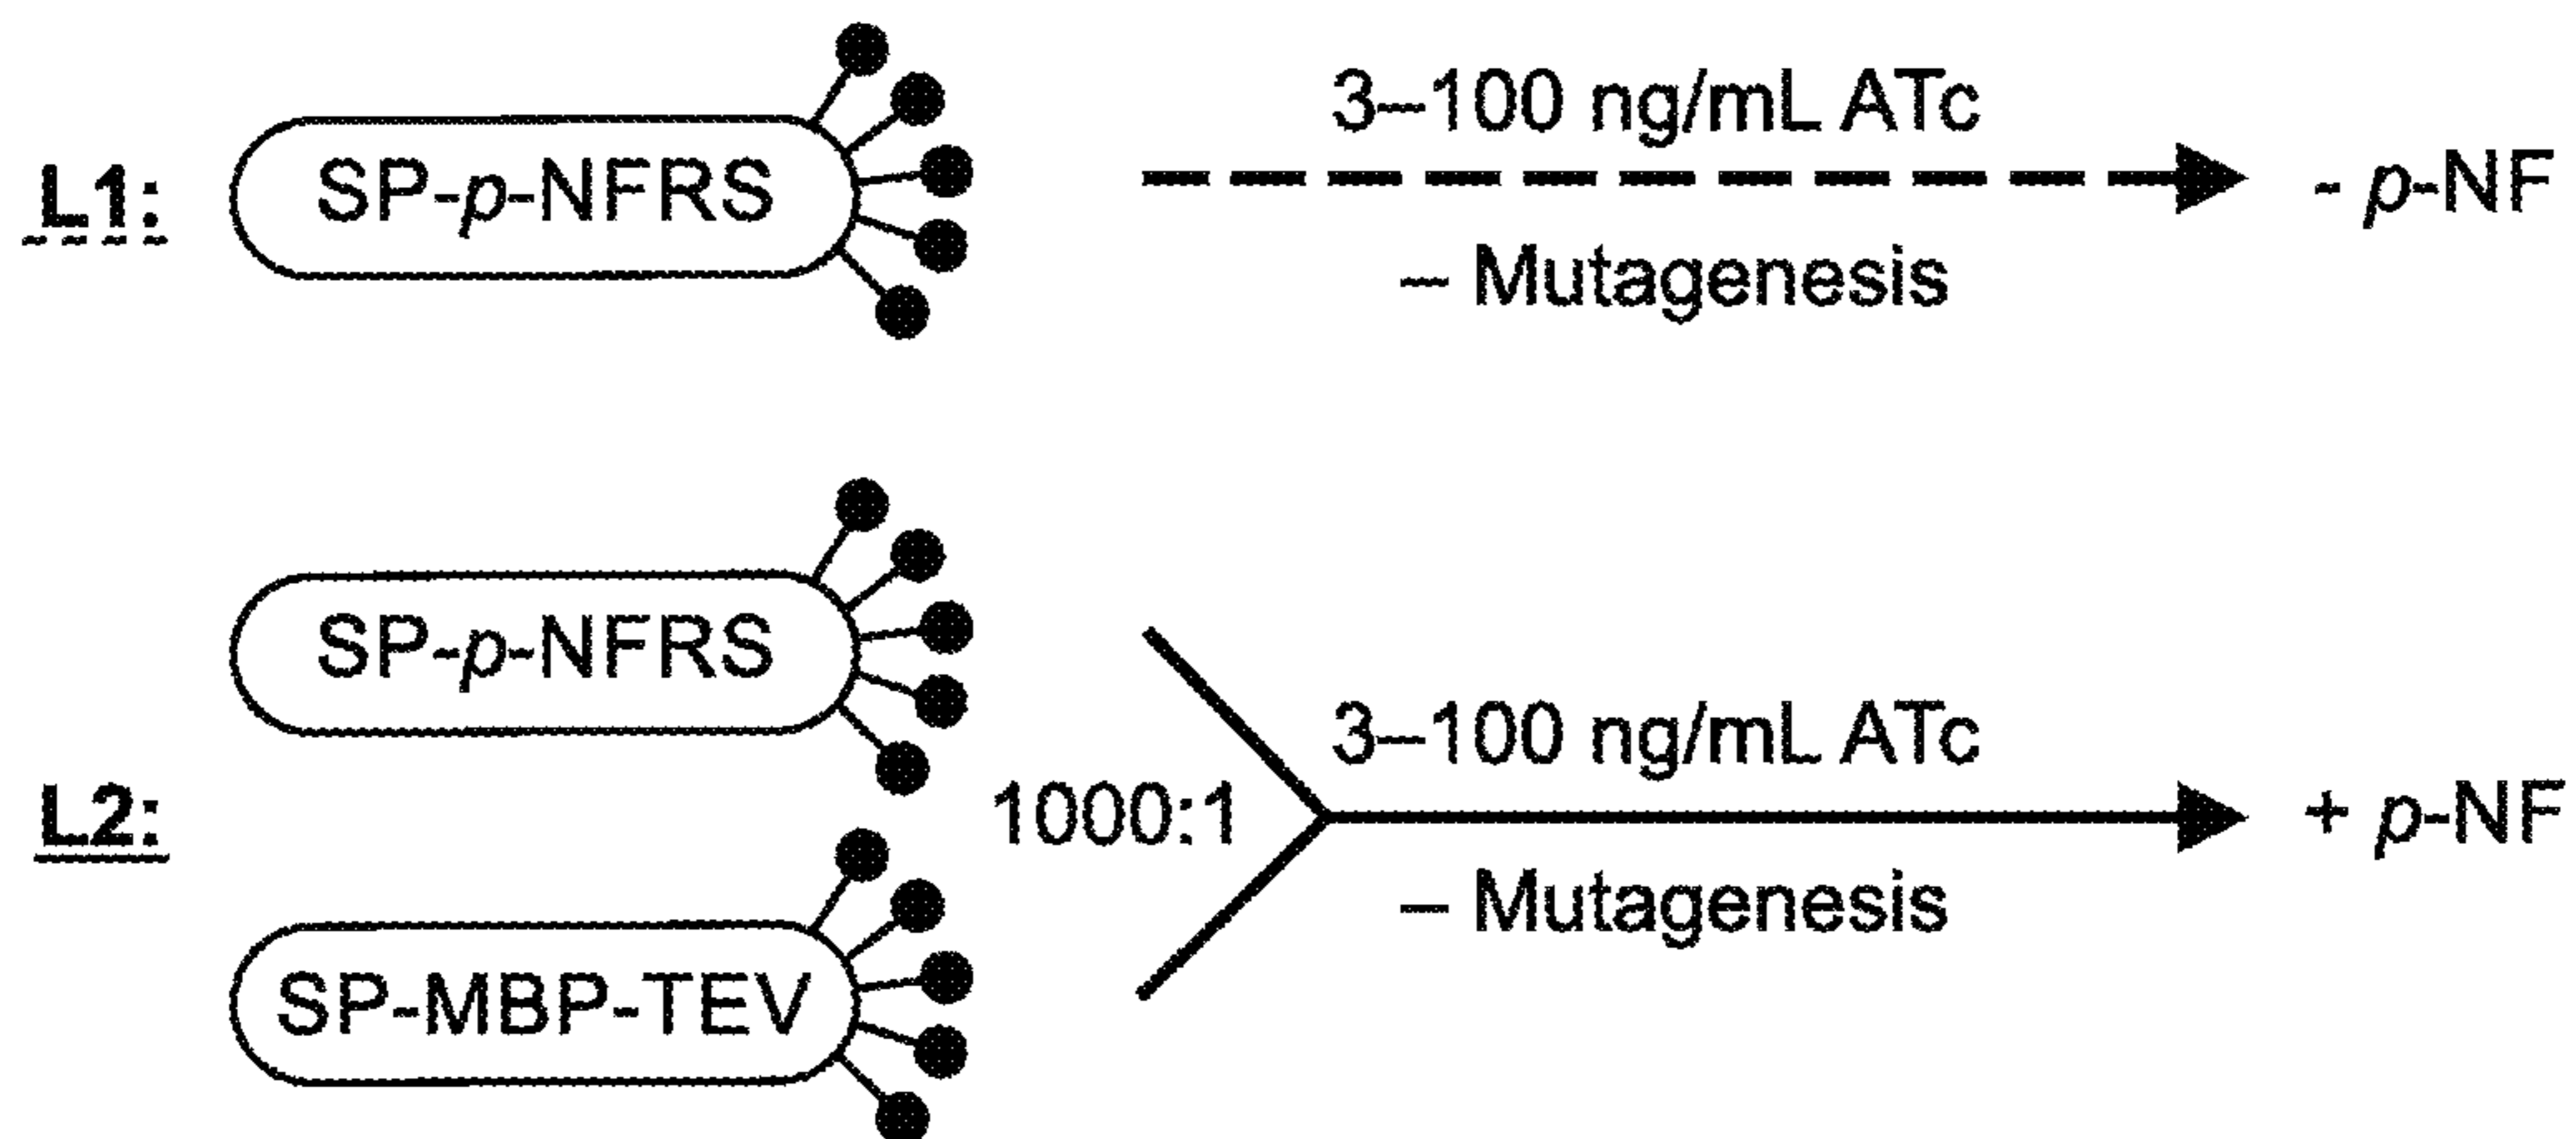 L1:
SP-p-NFRS
3–100 ng/mL ATc
– Mutagenesis
- p-NF
L2:
SP-p-NFRS
SP-MBP-TEV
1000:1
3–100 ng/mL ATc
– Mutagenesis
+ p-NF